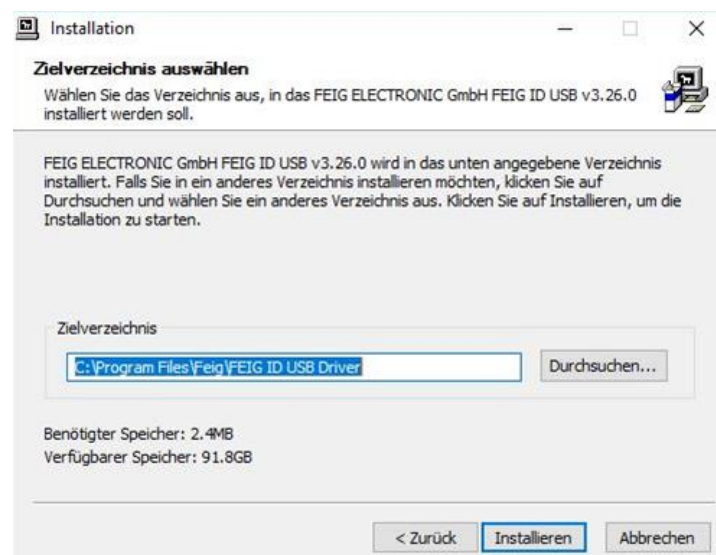 Installation
Zielverzeichnis auswählen
Wählen Sie das Verzeichnis aus, in das FEIG ELECTRONIC GmbH FEIG ID USB v3.26.0
installiert werden soll.
FEIG ELECTRONIC GmbH FEIG ID USB v3.26.0 wird in das unten angegebene Verzeichnis
installiert. Falls Sie in ein anderes Verzeichnis installieren möchten, klicken Sie auf
Durchsuchen und wählen Sie ein anderes Verzeichnis aus. Klicken Sie auf Installieren, um die
Installation zu starten.
Zielverzeichnis
C:\Program Files\Feig\FEIG ID USB Driver
Durchsuchen...
Benötigter Speicher: 2.4MB
Verfügbarer Speicher: 91.8GB
< Zurück Installieren Abbrechen